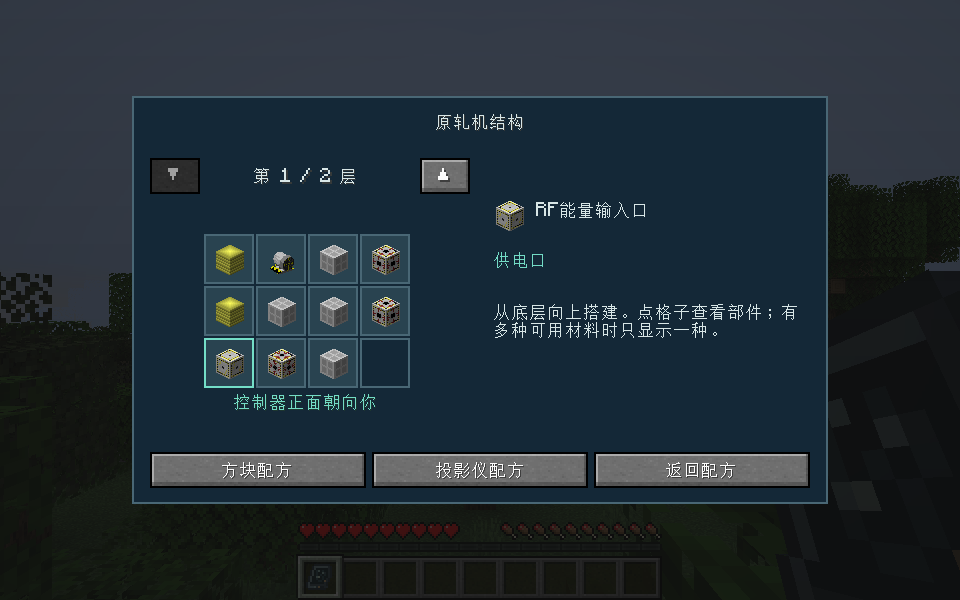 原轧机结构
▼
第 1 / 2 层
▲
RF能量输入口
供电口
从底层向上搭建。点格子查看部件；有
多种可用材料时只显示一种。
控制器正面朝向你
方块配方
投影仪配方
返回配方